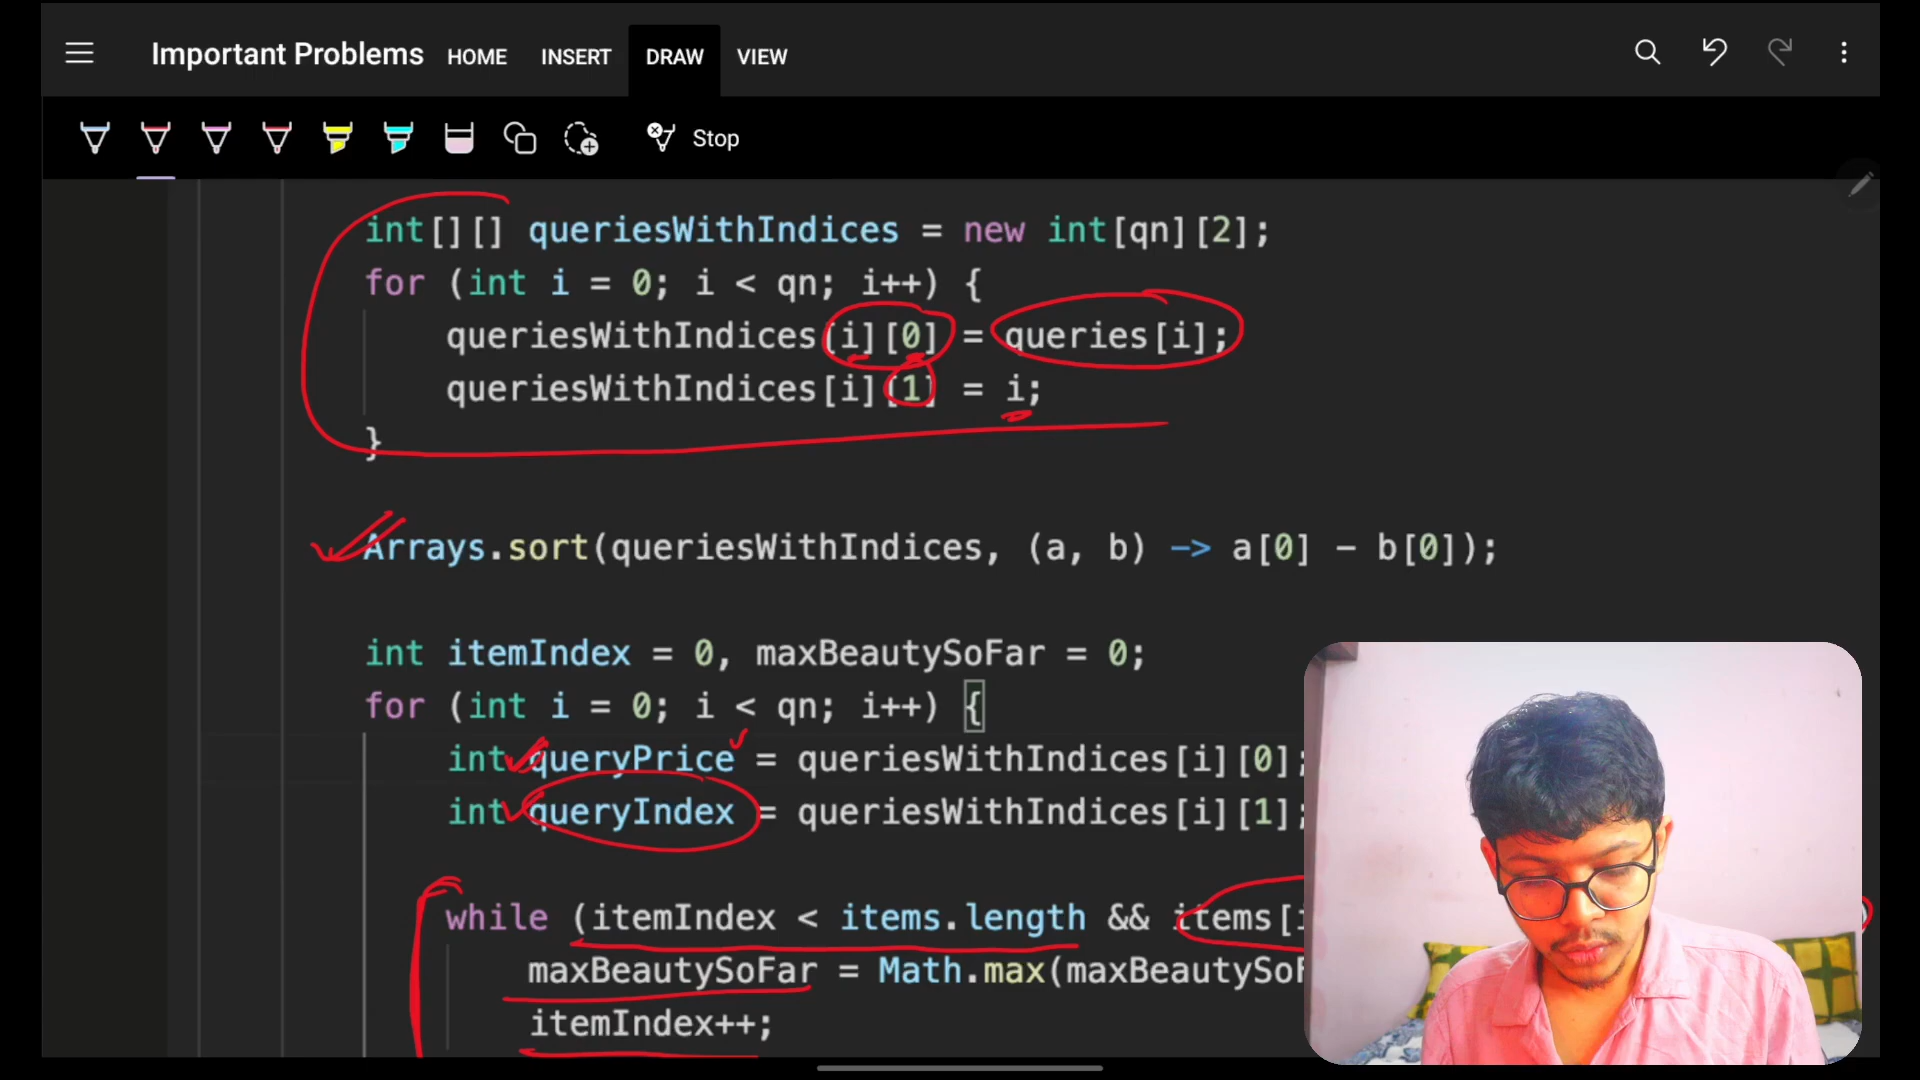 Important Problems HOME INSERT DRAW VIEW
Stop
int[][] queriesWithIndices = new int[qn][2];
for (int i = 0; i < qn; i++) {
queriesWithIndices[i][0] = queries[i];
queriesWithIndices[i][1] = i;
}
Arrays.sort(queriesWithIndices, (a, b) -> a[0] - b[0]);
int itemIndex = 0, maxBeautySoFar = 0;
for (int i = 0; i < qn; i++) {
int queryPrice = queriesWithIndices[i][0];
int queryIndex = queriesWithIndices[i][1];
while (itemIndex < items.length && items[i
maxBeautySoFar = Math.max(maxBeautySoF
itemIndex++;